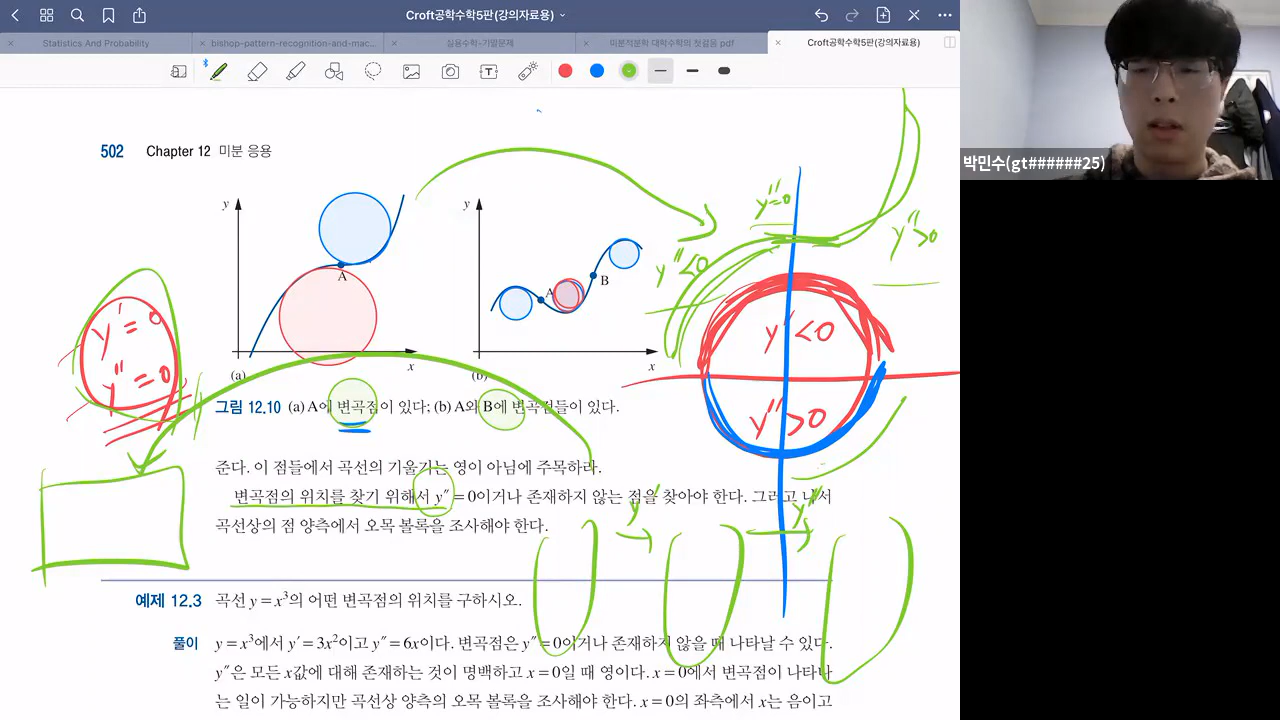 Croft공학수학5판(강의자료용)
Statistics And Probability
bishop-pattern-recognition-and-mac...
실용수학-기말문제
미분적분학 대학수학의 첫걸음 pdf
Croft공학수학5판(강의자료용)
박민수(gt######25)
502 Chapter 12 미분 응용
y
A
x
(a)
y
A
B
x
(b)
y''=0
y''<0
y''>0
y'=0
y''=0
y''<0
y''>0
그림 12.10 (a) A에 변곡점이 있다; (b) A와 B에 변곡점들이 있다.
준다. 이 점들에서 곡선의 기울기는 영이 아님에 주목하라.
변곡점의 위치를 찾기 위해서 y'' = 0이거나 존재하지 않는 점을 찾아야 한다. 그리고 나서
곡선상의 점 양측에서 오목 볼록을 조사해야 한다.
y'
y''
예제 12.3 곡선 y = x³의 어떤 변곡점의 위치를 구하시오.
풀이 y = x³에서 y' = 3x²이고 y'' = 6x이다. 변곡점은 y'' = 0이거나 존재하지 않을 때 나타날 수 있다.
y''은 모든 x값에 대해 존재하는 것이 명백하고 x = 0일 때 영이다. x = 0에서 변곡점이 나타나
는 일이 가능하지만 곡선상 양측의 오목 볼록을 조사해야 한다. x = 0의 좌측에서 x는 음이고